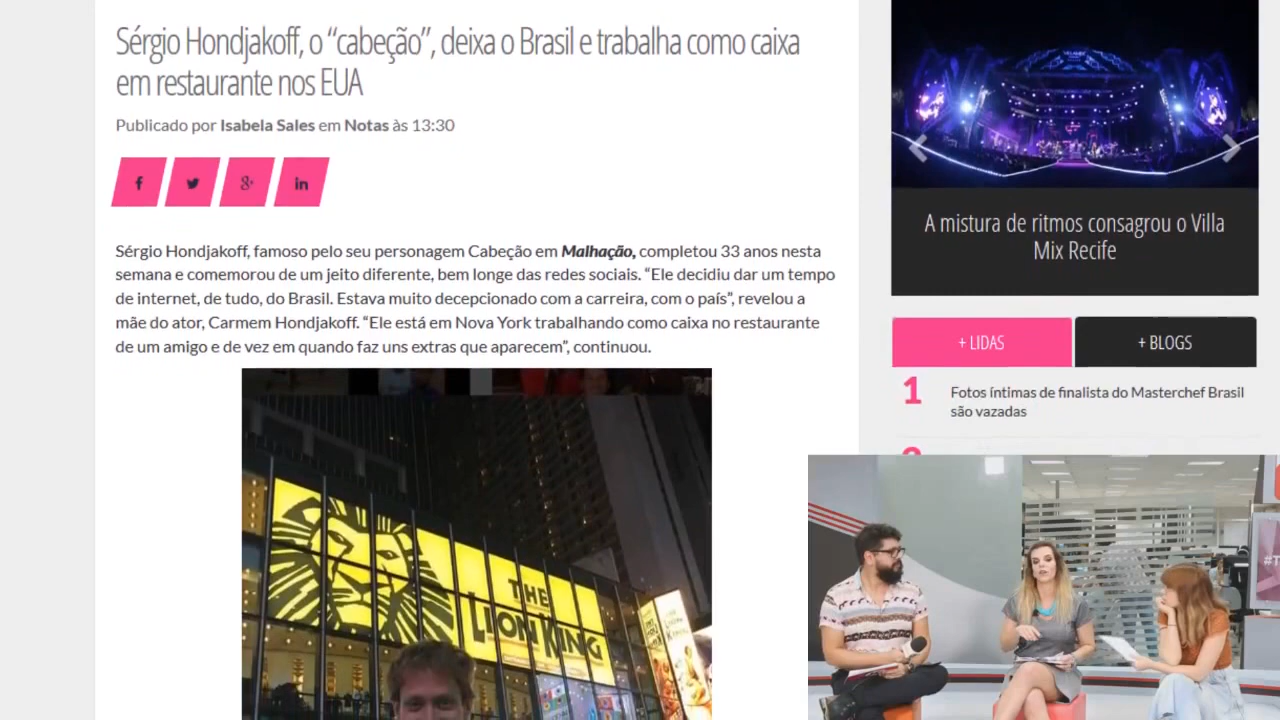 Sérgio Hondjakoff, o “cabeção”, deixa o Brasil e trabalha como caixa
em restaurante nos EUA
Publicado por Isabela Sales em Notas às 13:30
Sérgio Hondjakoff, famoso pelo seu personagem Cabeção em Malhação, completou 33 anos nesta
semana e comemorou de um jeito diferente, bem longe das redes sociais. “Ele decidiu dar um tempo
de internet, de tudo, do Brasil. Estava muito decepcionado com a carreira, com o país”, revelou a
mãe do ator, Carmem Hondjakoff. “Ele está em Nova York trabalhando como caixa no restaurante
de um amigo e de vez em quando faz uns extras que aparecem”, continuou.
THE
LION KING
A mistura de ritmos consagrou o Villa
Mix Recife
+ LIDAS
+ BLOGS
1
Fotos íntimas de finalista do Masterchef Brasil
são vazadas